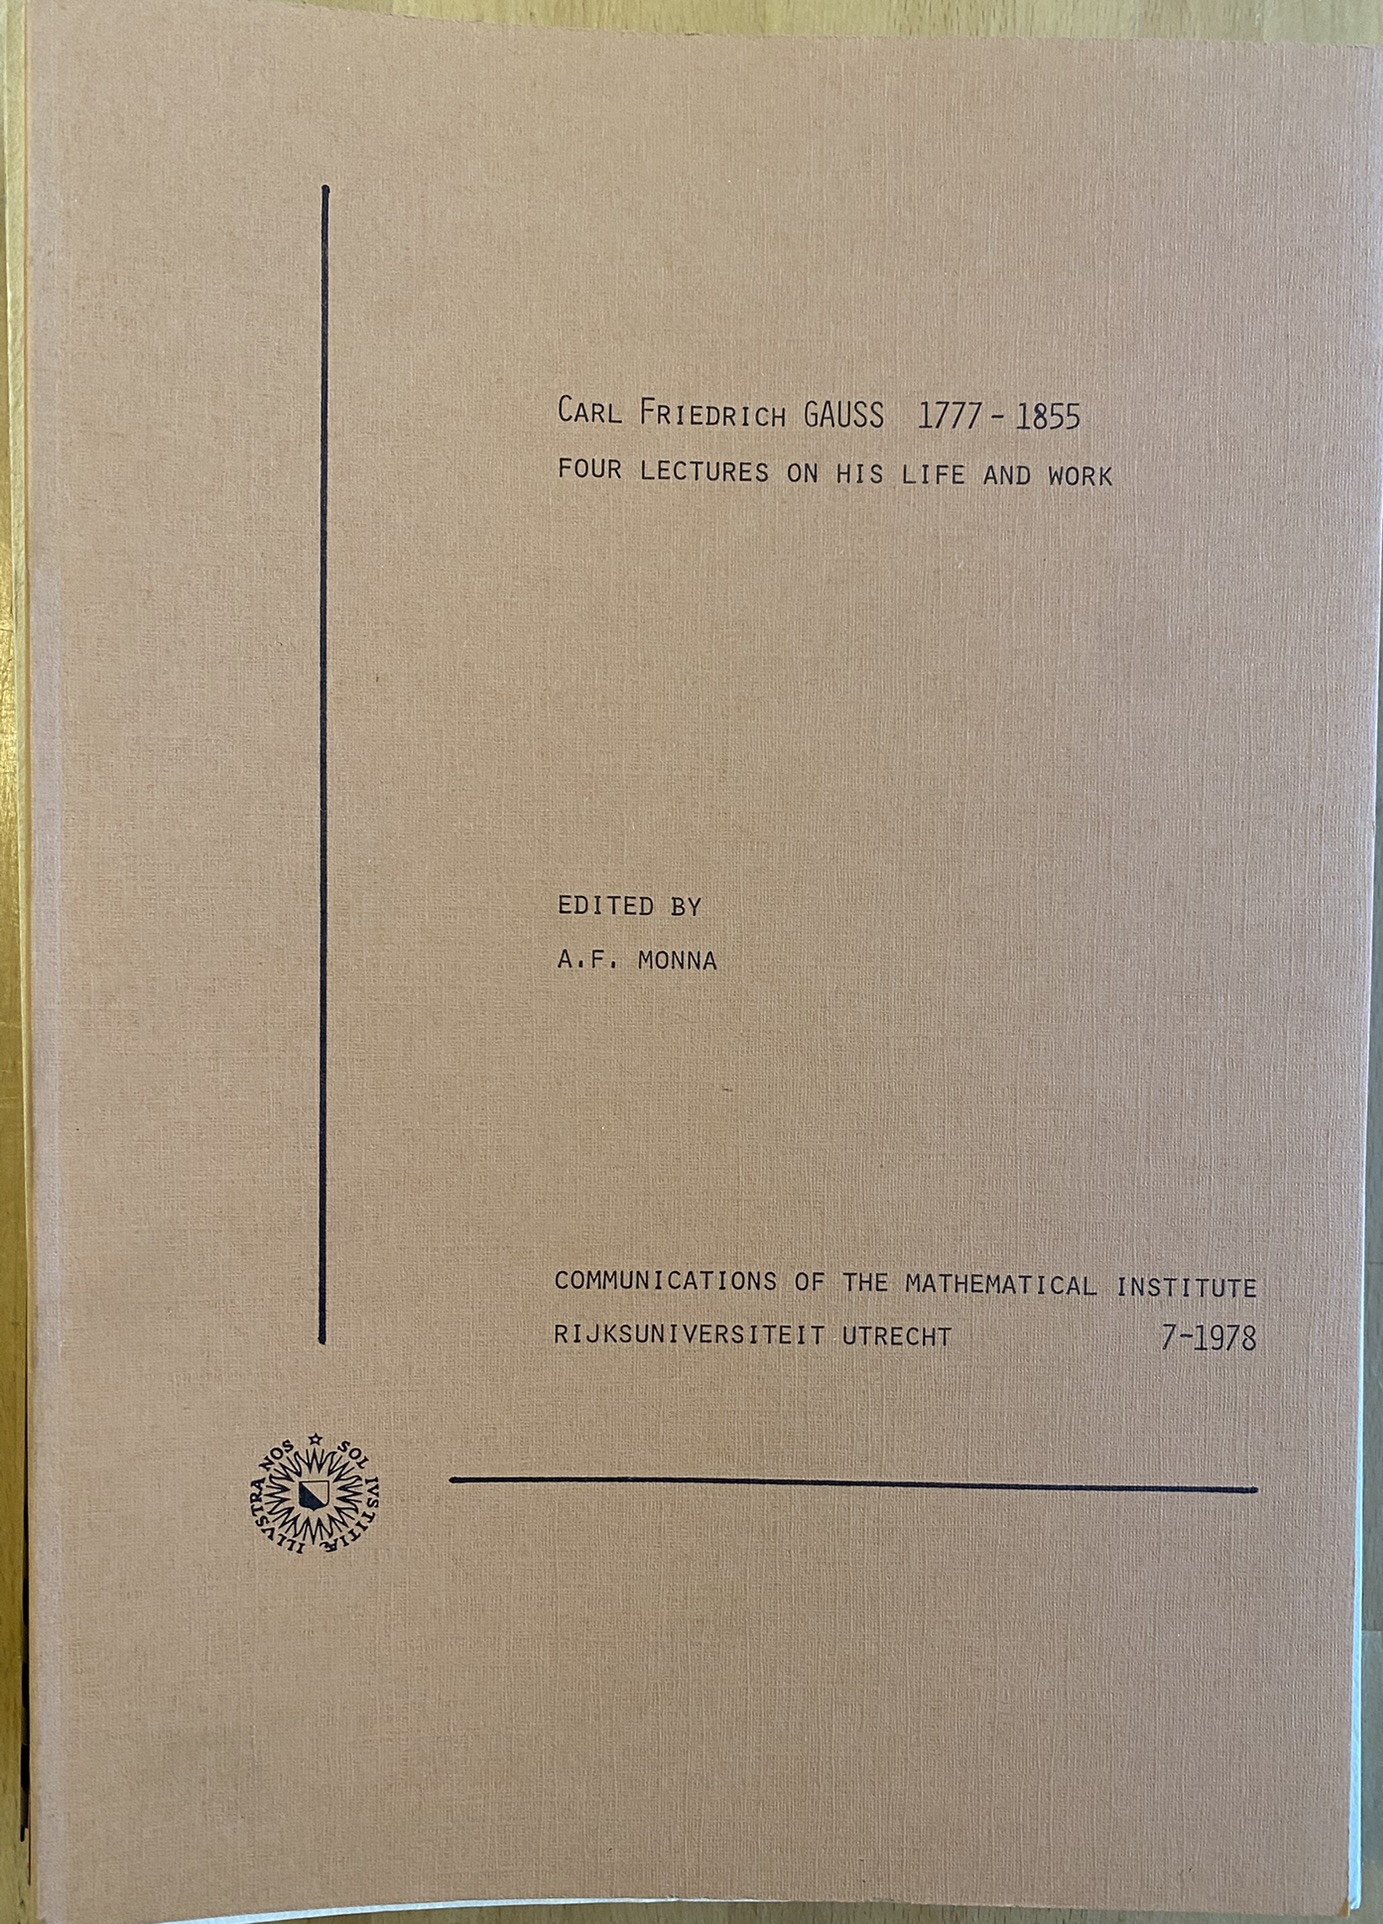 Carl Friedrich GAUSS 1777-1855
FOUR LECTURES ON HIS LIFE AND WORK
EDITED BY
A.F. MONNA
COMMUNICATIONS OF THE MATHEMATICAL INSTITUTE
RIJKSUNIVERSITEIT UTRECHT 7-1978
SOL IVSTITIÆ ILLVSTRA NOS